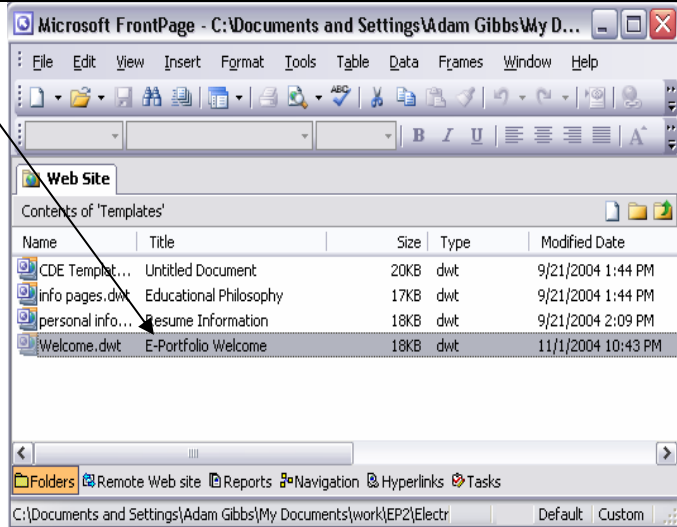 Microsoft FrontPage - C:\Documents and Settings\Adam Gibbs\My D...
File Edit View Insert Format Tools Table Data Frames Window Help
ABC
B I U A
Web Site
Contents of 'Templates'
Name Title Size Type Modified Date
CDE Templat... Untitled Document 20KB dwt 9/21/2004 1:44 PM
info pages.dwt Educational Philosophy 17KB dwt 9/21/2004 1:44 PM
personal info... Resume Information 18KB dwt 9/21/2004 2:09 PM
Welcome.dwt E-Portfolio Welcome 18KB dwt 11/1/2004 10:43 PM
Folders Remote Web site Reports Navigation Hyperlinks Tasks
C:\Documents and Settings\Adam Gibbs\My Documents\work\EP2\Electr Default Custom